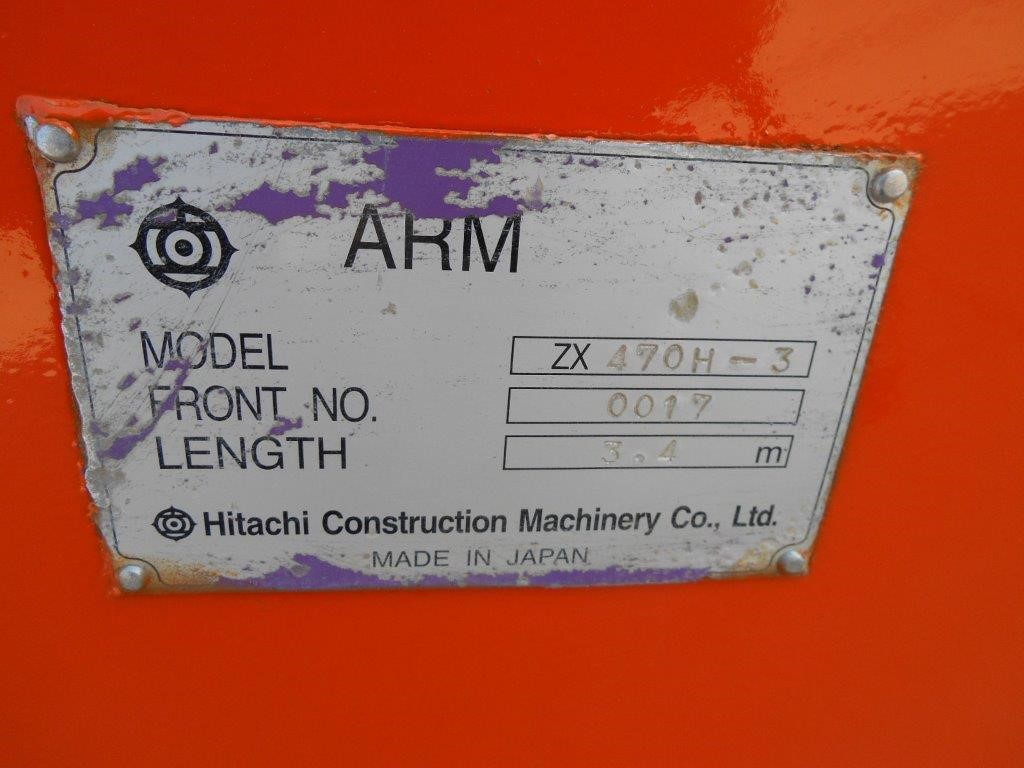 ARM
MODEL ZX 470H-3
FRONT NO. 0017
LENGTH 3.4 m
Hitachi Construction Machinery Co., Ltd.
MADE IN JAPAN